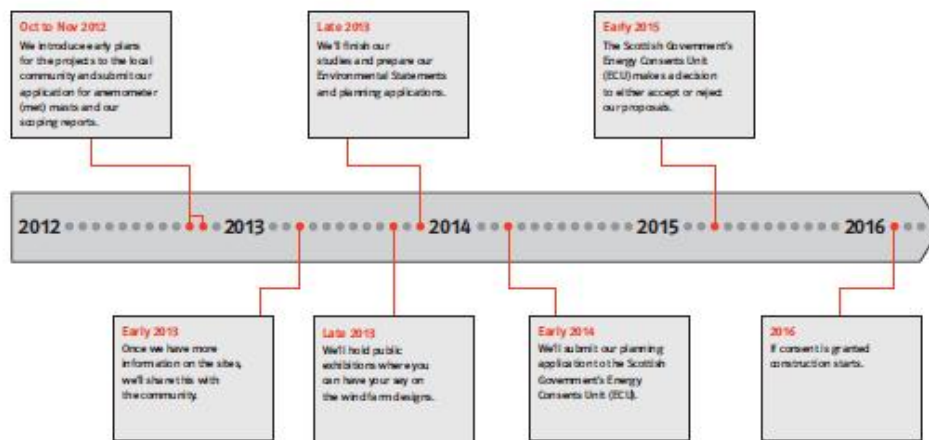 Oct to Nov 2012
We introduce early plans
for the projects to the local
community and submit our
application for anemometer
(met) masts and our
scoping reports.
Late 2013
We'll finish our
studies and prepare our
Environmental Statements
and planning applications.
Early 2015
The Scottish Government's
Energy Consents Unit
(ECU) makes a decision
to either accept or reject
our proposals.
2012 2013 2014 2015 2016
Early 2013
Once we have more
information on the sites,
we'll share this with
the community.
Late 2013
We'll hold public
exhibitions where you
can have your say on
the wind farm designs.
Early 2014
We'll submit our planning
application to the Scottish
Government's Energy
Consents Unit (ECU).
2016
If consent is granted
construction starts.